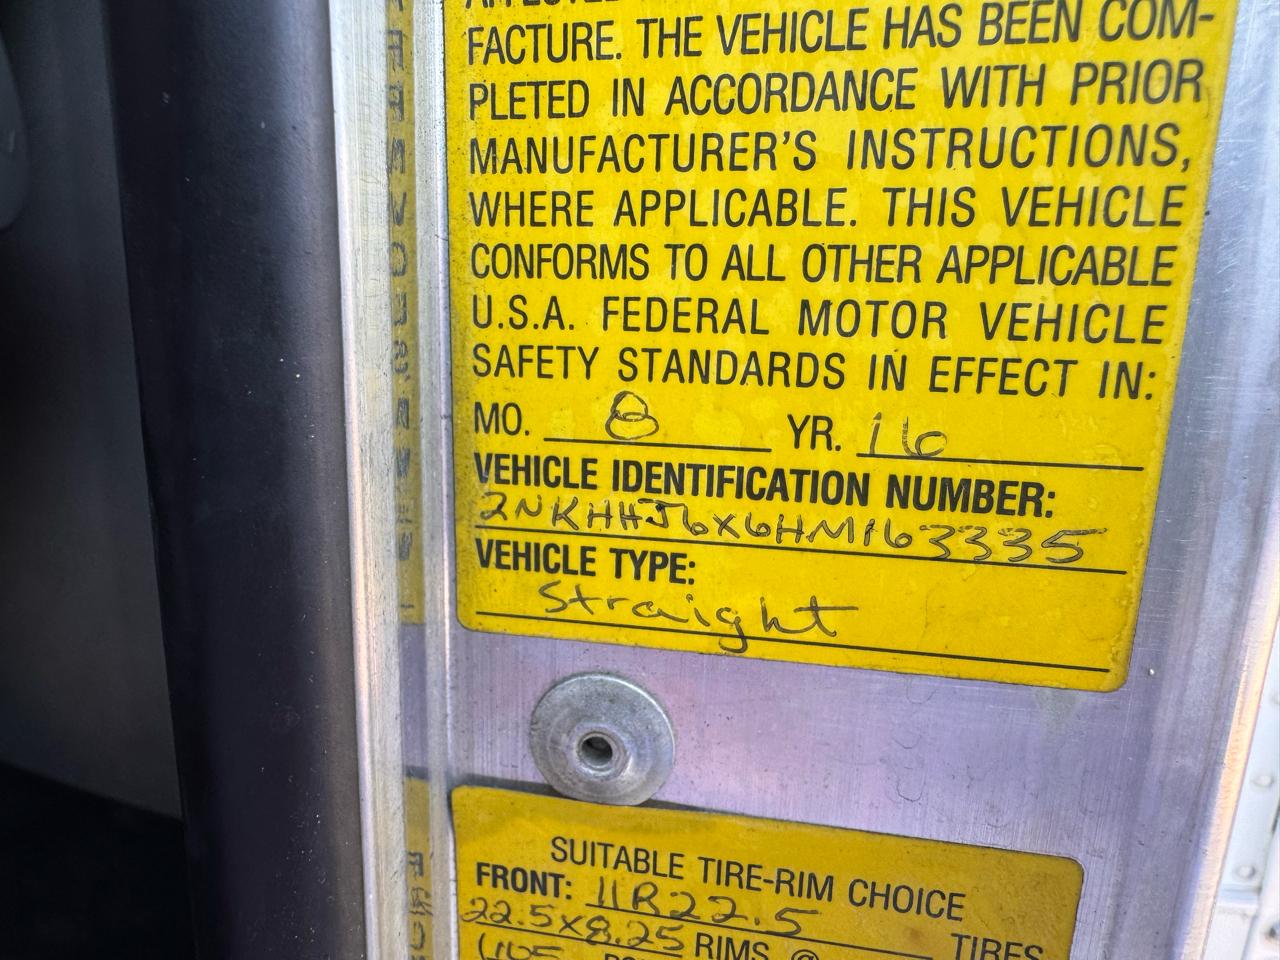 FACTURE. THE VEHICLE HAS BEEN COM-
PLETED IN ACCORDANCE WITH PRIOR
MANUFACTURER'S INSTRUCTIONS,
WHERE APPLICABLE. THIS VEHICLE
CONFORMS TO ALL OTHER APPLICABLE
U.S.A. FEDERAL MOTOR VEHICLE
SAFETY STANDARDS IN EFFECT IN:
MO. 8 YR. 16
VEHICLE IDENTIFICATION NUMBER:
2NKHHJ6X6HM163335
VEHICLE TYPE:
Straight
SUITABLE TIRE-RIM CHOICE
FRONT: 11R22.5 TIRES
22.5X8.25 RIMS @